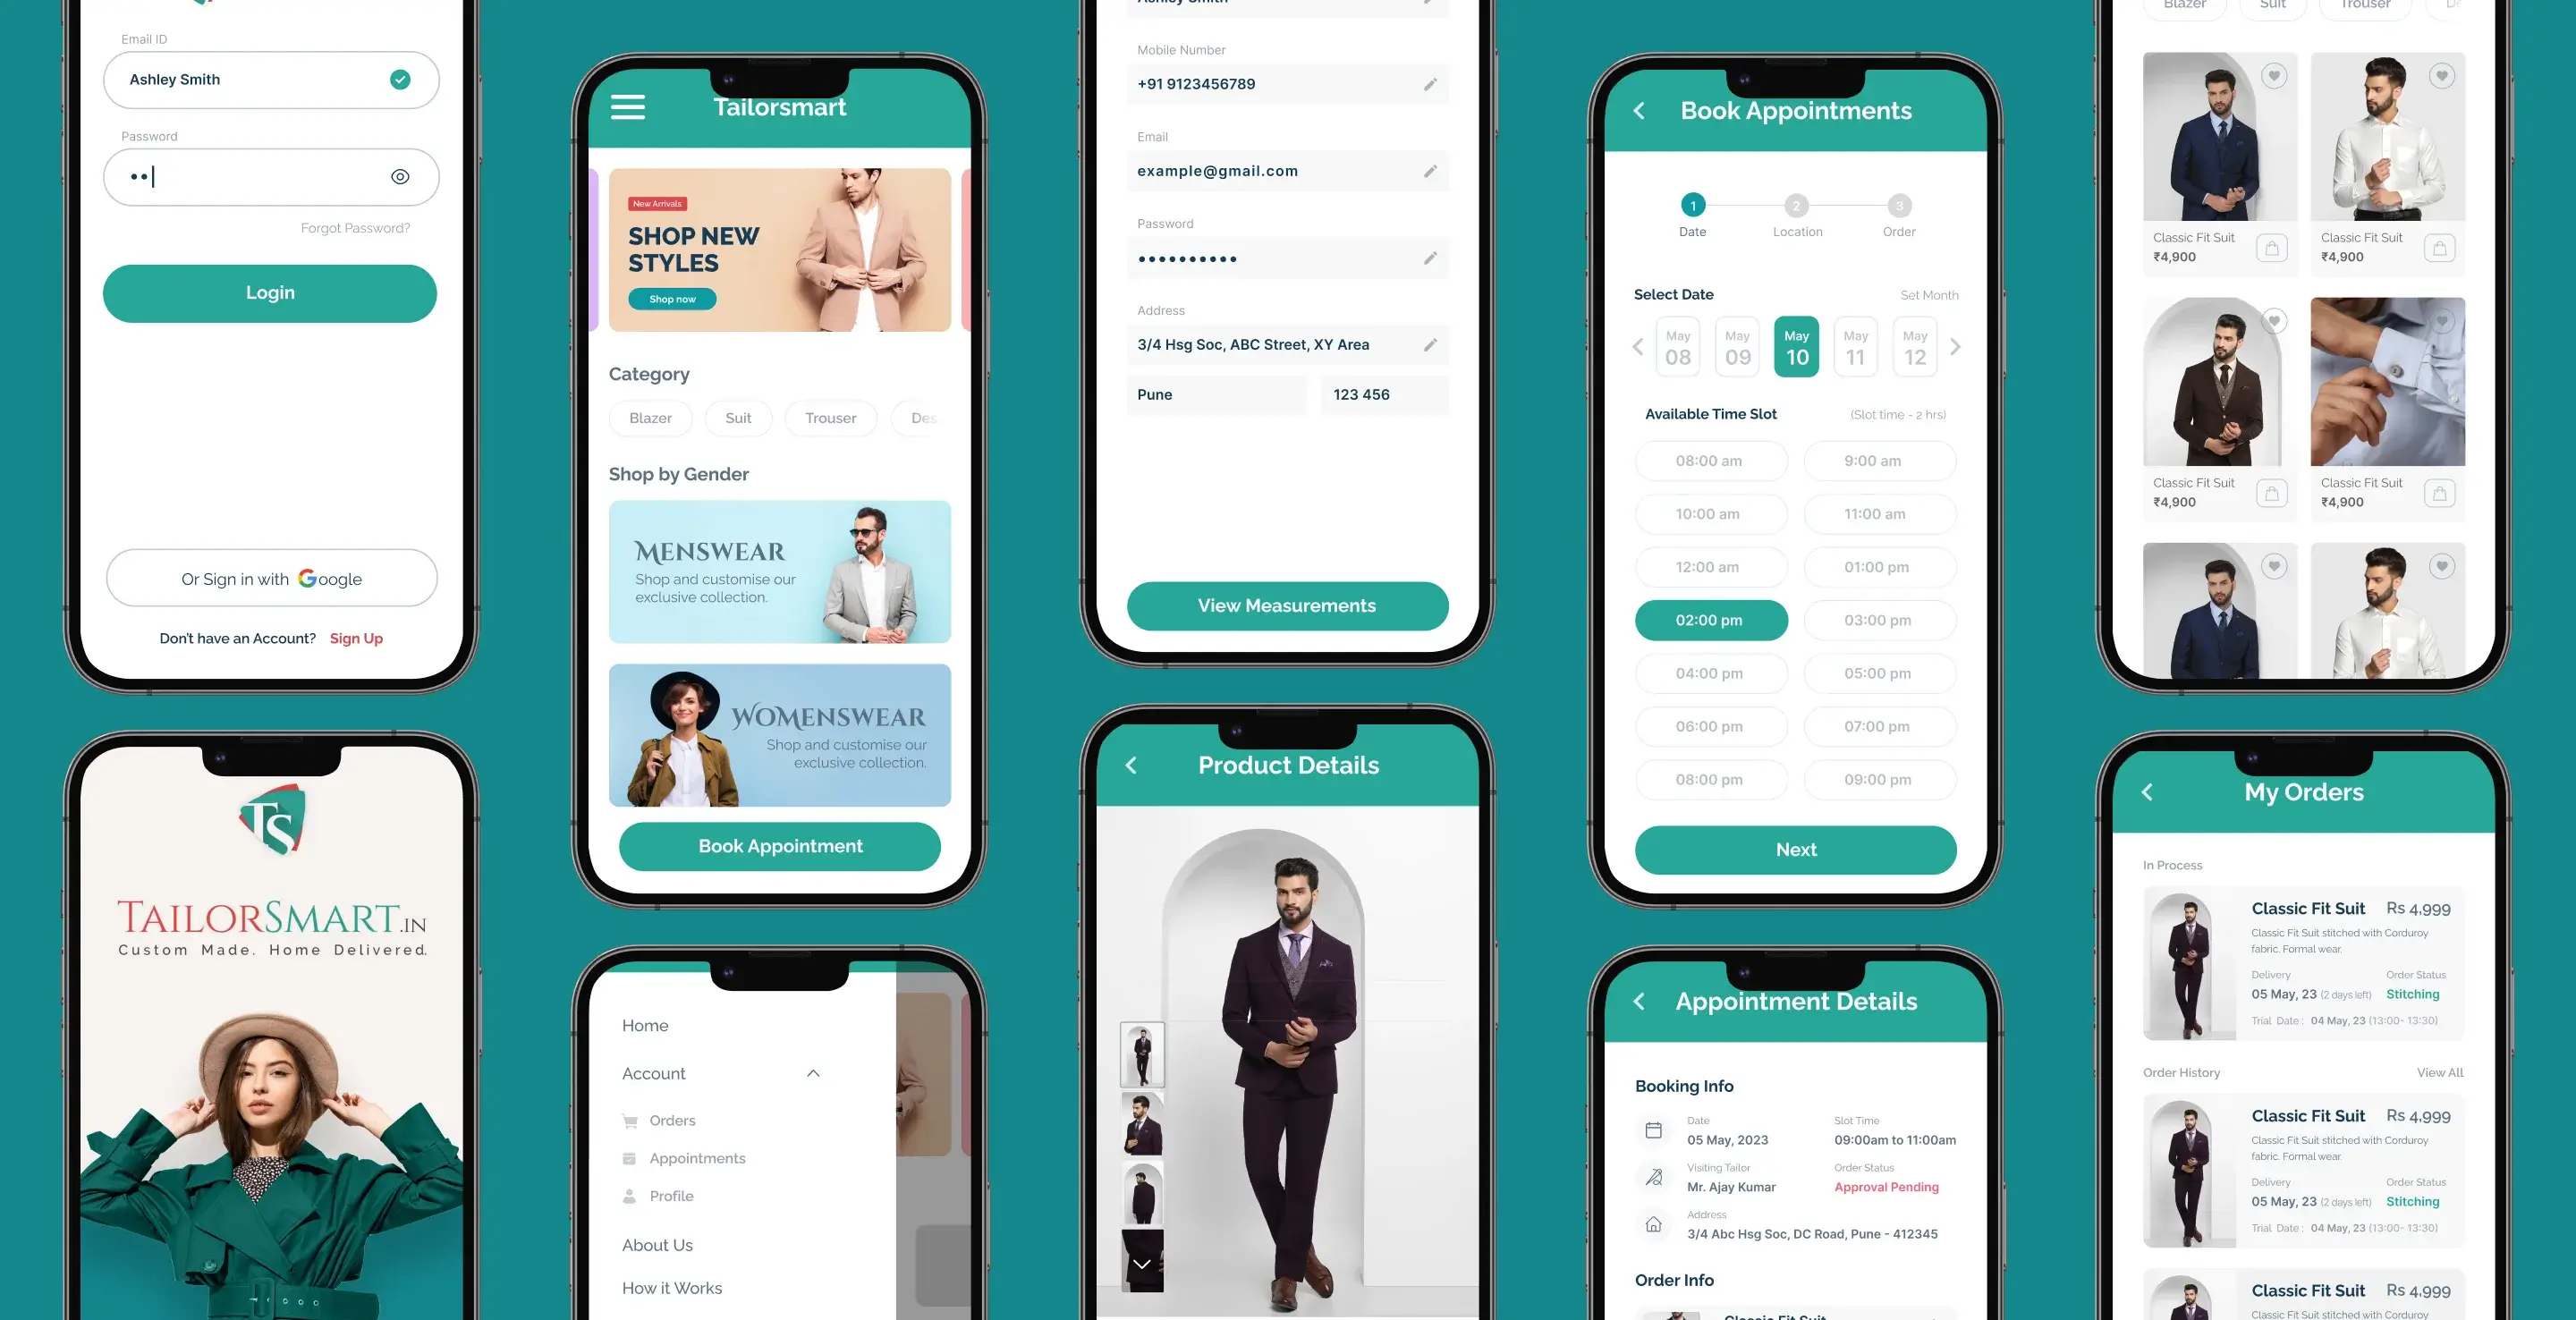 Email ID
Ashley Smith
Password
Forgot Password?
Login
Or Sign in with Google
Don't have an Account? Sign Up
TS
TAILORSMART.IN
Custom Made. Home Delivered.
Tailorsmart
New Arrivals
SHOP NEW
STYLES
Shop now
Category
Blazer Suit Trouser
Shop by Gender
MENSWEAR
Shop and customise our
exclusive collection.
WOMENSWEAR
Shop and customise our
exclusive collection.
Book Appointment
Home
Account
Orders
Appointments
Profile
About Us
How it Works
Ashley Smith
Mobile Number
+91 9123456789
Email
example@gmail.com
Password
Address
3/4 Hsg Soc, ABC Street, XY Area
Pune 123 456
View Measurements
Product Details
Book Appointments
1 2 3
Date Location Order
Select Date Set Month
May May May May May
08 09 10 11 12
Available Time Slot (Slot time - 2 hrs)
08:00 am 9:00 am
10:00 am 11:00 am
12:00 am 01:00 pm
02:00 pm 03:00 pm
04:00 pm 05:00 pm
06:00 pm 07:00 pm
08:00 pm 09:00 pm
Next
Appointment Details
Booking Info
Date Slot Time
05 May, 2023 09:00am to 11:00am
Visiting Tailor Order Status
Mr. Ajay Kumar Approval Pending
Address
3/4 Abc Hsg Soc, DC Road, Pune - 412345
Order Info
Classic Fit Suit
Blazer Suit Trouser
Classic Fit Suit Classic Fit Suit
₹4,900 ₹4,900
Classic Fit Suit Classic Fit Suit
₹4,900 ₹4,900
My Orders
In Process
Classic Fit Suit Rs 4,999
Classic Fit Suit stitched with Corduroy
fabric. Formal wear.
Delivery Order Status
05 May, 23 (2 days left) Stitching
Trial Date : 04 May, 23 (13:00- 13:30)
Order History View All
Classic Fit Suit Rs 4,999
Classic Fit Suit stitched with Corduroy
fabric. Formal wear.
Delivery Order Status
05 May, 23 (2 days left) Stitching
Trial Date : 04 May, 23 (13:00- 13:30)
Classic Fit Suit Rs 4,999
Classic Fit Suit stitched with Corduroy